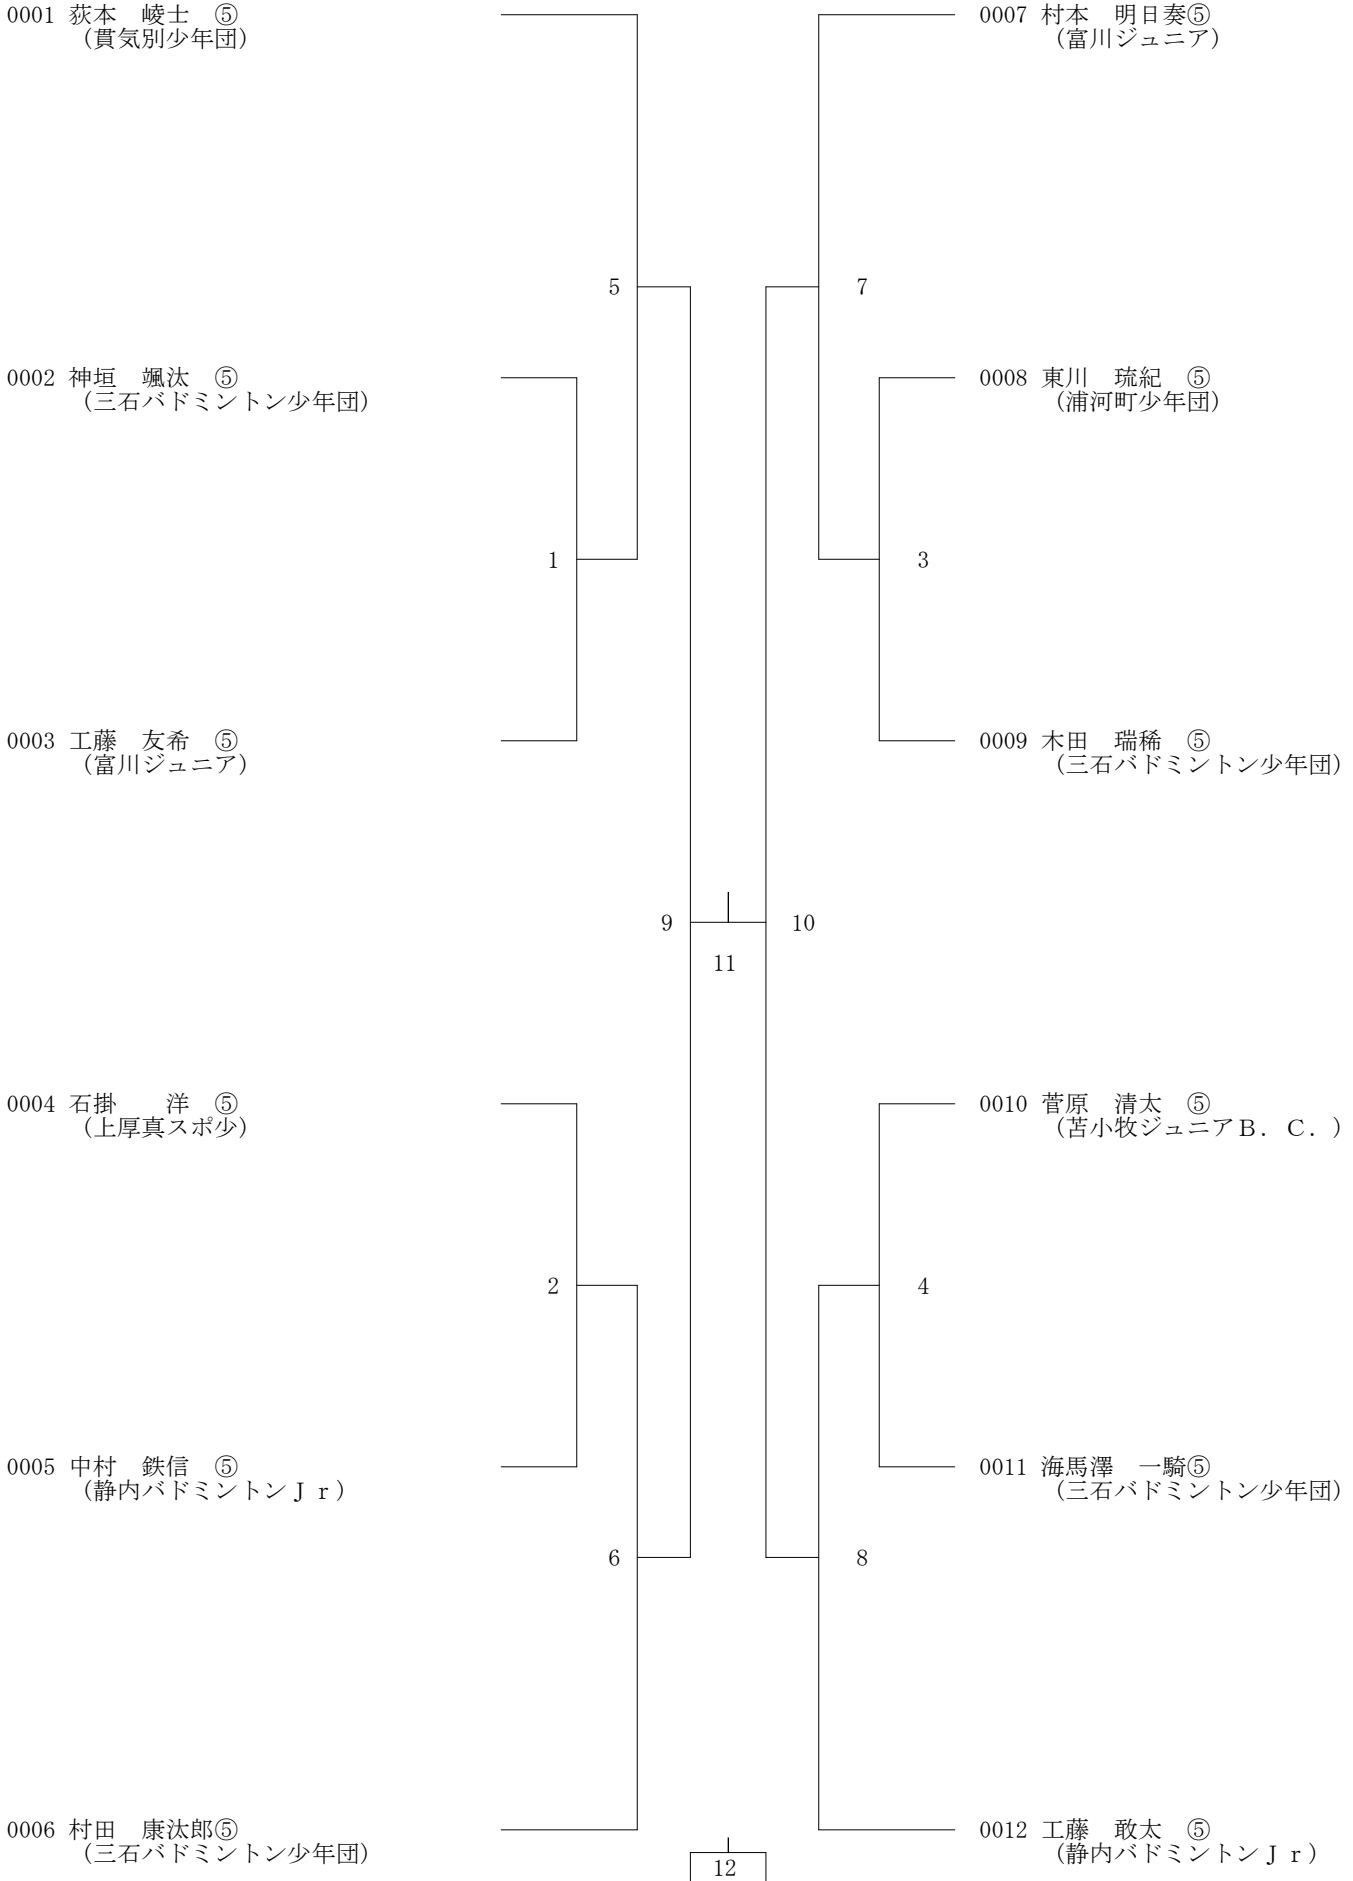 0001 荻本　崚士　⑤
(貫気別少年団)
0002 神垣　颯汰　⑤
(三石バドミントン少年団)
0003 工藤　友希　⑤
(富川ジュニア)
0004 石掛　　洋　⑤
(上厚真スポ少)
0005 中村　鉄信　⑤
(静内バドミントンＪｒ)
0006 村田　康汰郎⑤
(三石バドミントン少年団)
5
1
9
2
6
11
12
7
3
10
4
8
0007 村本　明日奏⑤
(富川ジュニア)
0008 東川　琉紀　⑤
(浦河町少年団)
0009 木田　瑞稀　⑤
(三石バドミントン少年団)
0010 菅原　清太　⑤
(苫小牧ジュニアＢ．Ｃ．)
0011 海馬澤　一騎⑤
(三石バドミントン少年団)
0012 工藤　敢太　⑤
(静内バドミントンＪｒ)